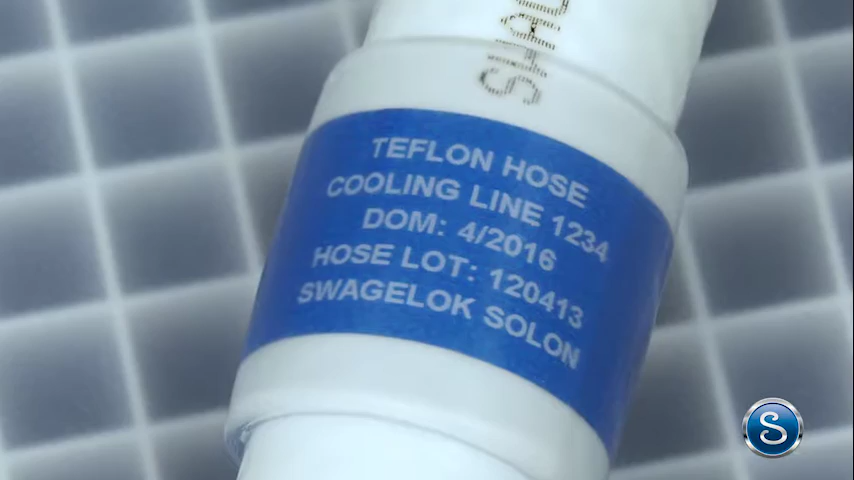 TEFLON HOSE
COOLING LINE 1234
DOM: 4/2016
HOSE LOT: 120413
SWAGELOK SOLON
S